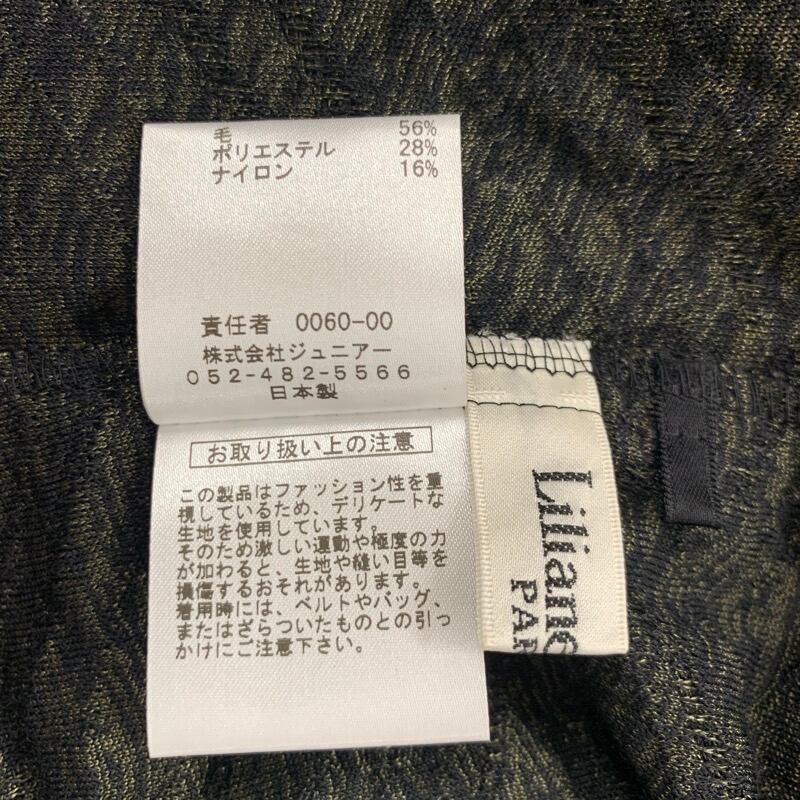 毛 56%
ポリエステル 28%
ナイロン 16%
責任者 0060-00
株式会社ジュニアー
052-482-5566
日本製
お取り扱い上の注意
この製品はファッション性を重
視しているため、デリケートな
生地を使用しています。
そのため激しい運動や極度の力
が加わると、生地や縫い目等を
損傷するおそれがあります。
着用時には、ベルトやバッグ、
またはざらついたものとの引っ
かけにご注意下さい。
Liliane
PAR